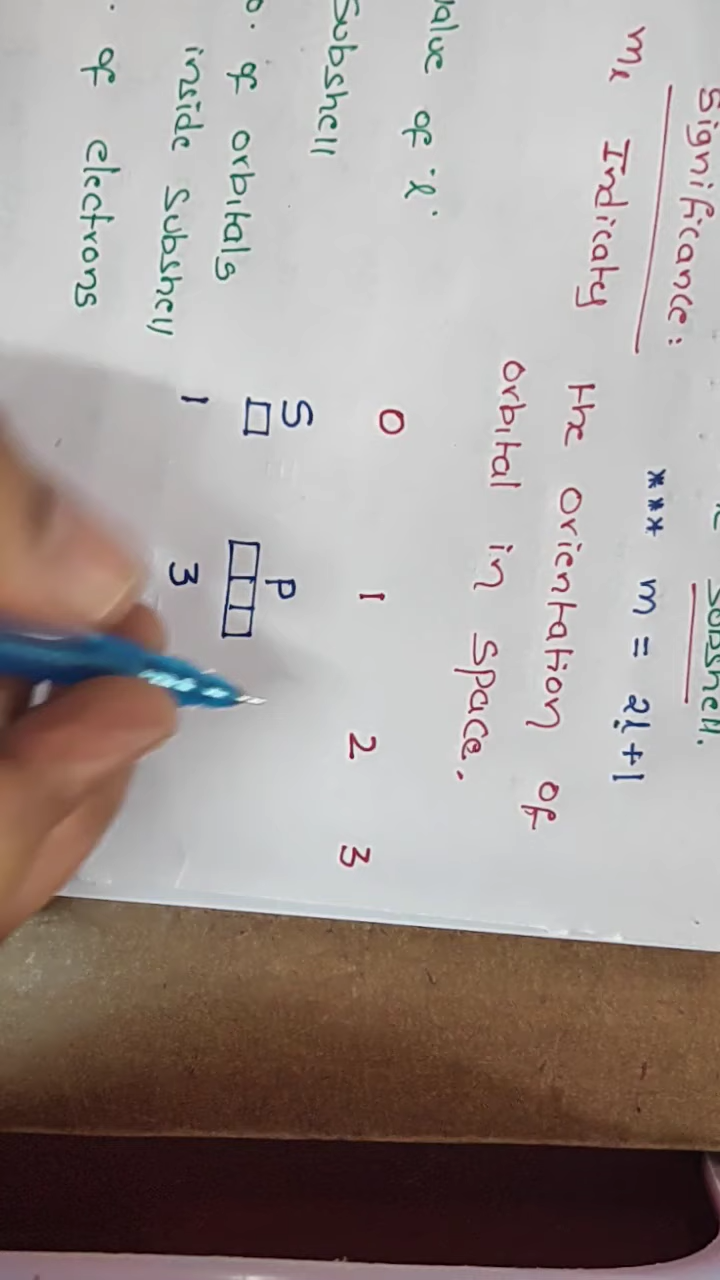 subshell.
Significance: *** m = 2l+1
mₗ Indicaty the orientation of
orbital in space.
value of 'l' 0 1 2 3
Subshell S P
of orbitals
inside subshell 1 3
of electrons